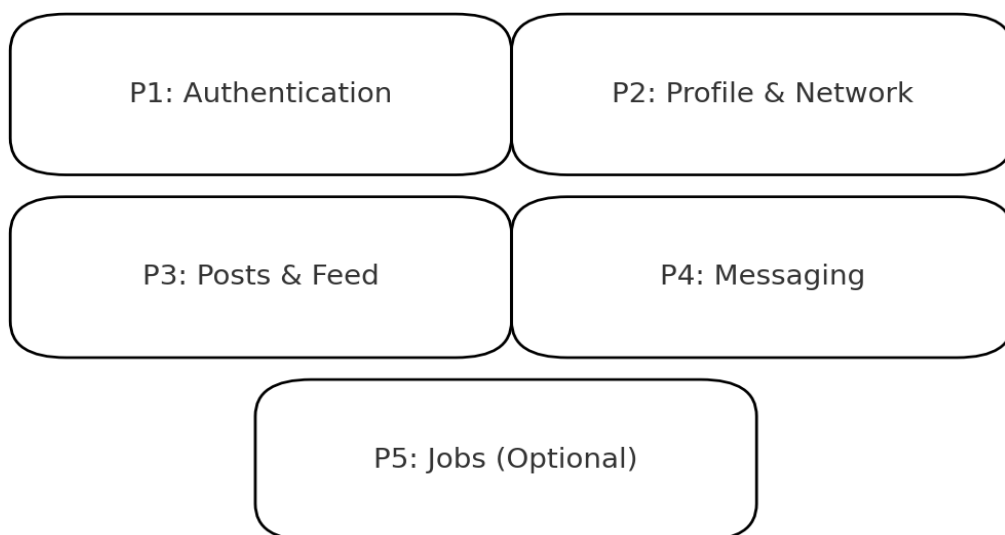 P1: Authentication
P2: Profile & Network
P3: Posts & Feed
P4: Messaging
P5: Jobs (Optional)